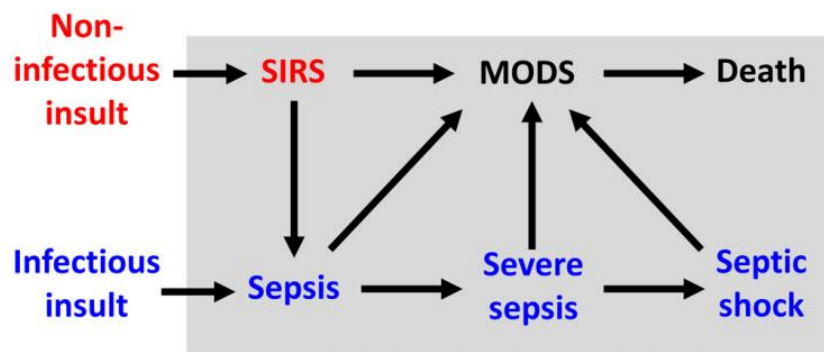 Non-
infectious
insult
SIRS
MODS
Death
Infectious
insult
Sepsis
Severe
sepsis
Septic
shock